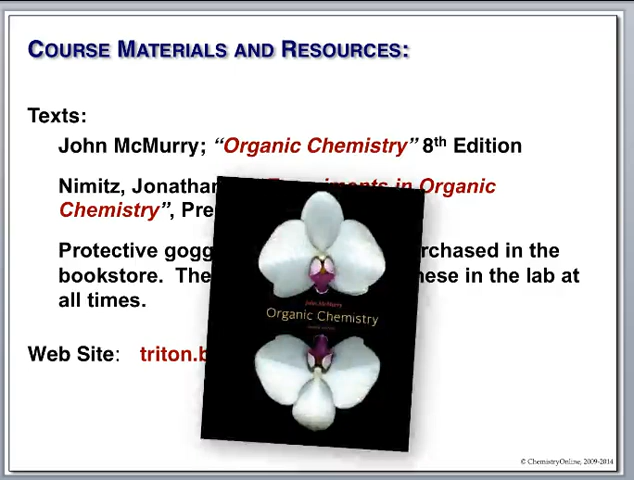 COURSE MATERIALS AND RESOURCES:
Texts:
John McMurry; “Organic Chemistry” 8th Edition
Nimitz, Jonathan in Organic
Chemistry”, Pre
Protective gogg rchased in the
bookstore. The hese in the lab at
all times.
John McMurry
Organic Chemistry
Web Site: triton.b
© ChemistryOnline, 2009-2014